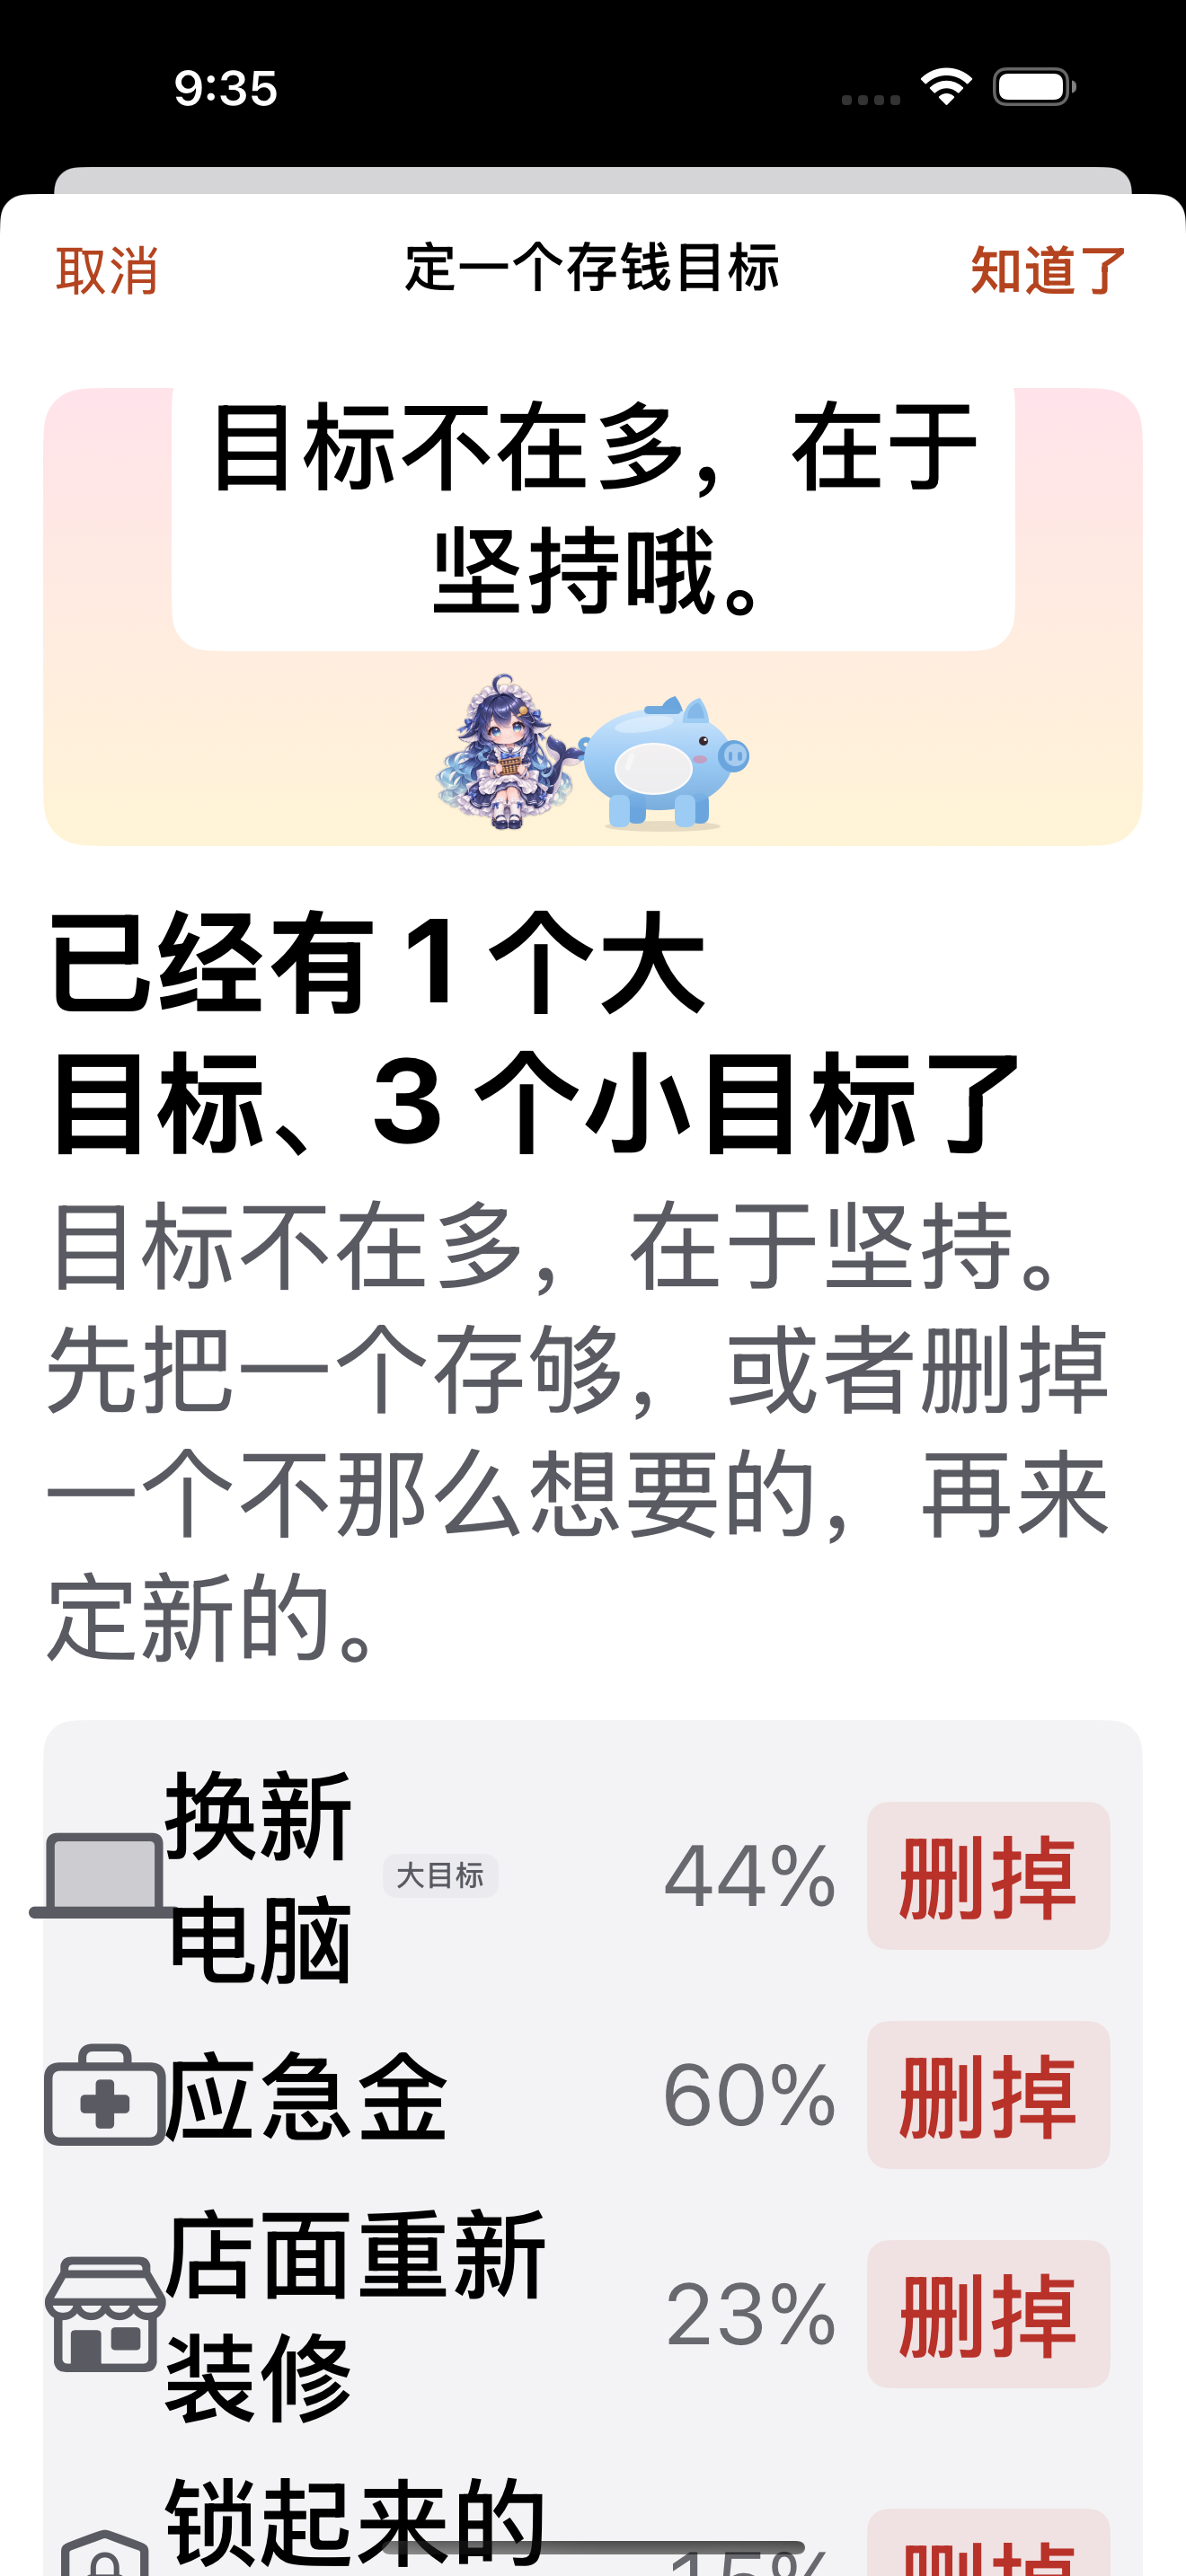 9:35
取消
定一个存钱目标
知道了
目标不在多，在于
坚持哦。
已经有 1 个大
目标、3 个小目标了
目标不在多，在于坚持。
先把一个存够，或者删掉
一个不那么想要的，再来
定新的。
换新
电脑
大目标
44%
删掉
应急金
60%
删掉
店面重新
装修
23%
删掉
锁起来的
15%
删掉